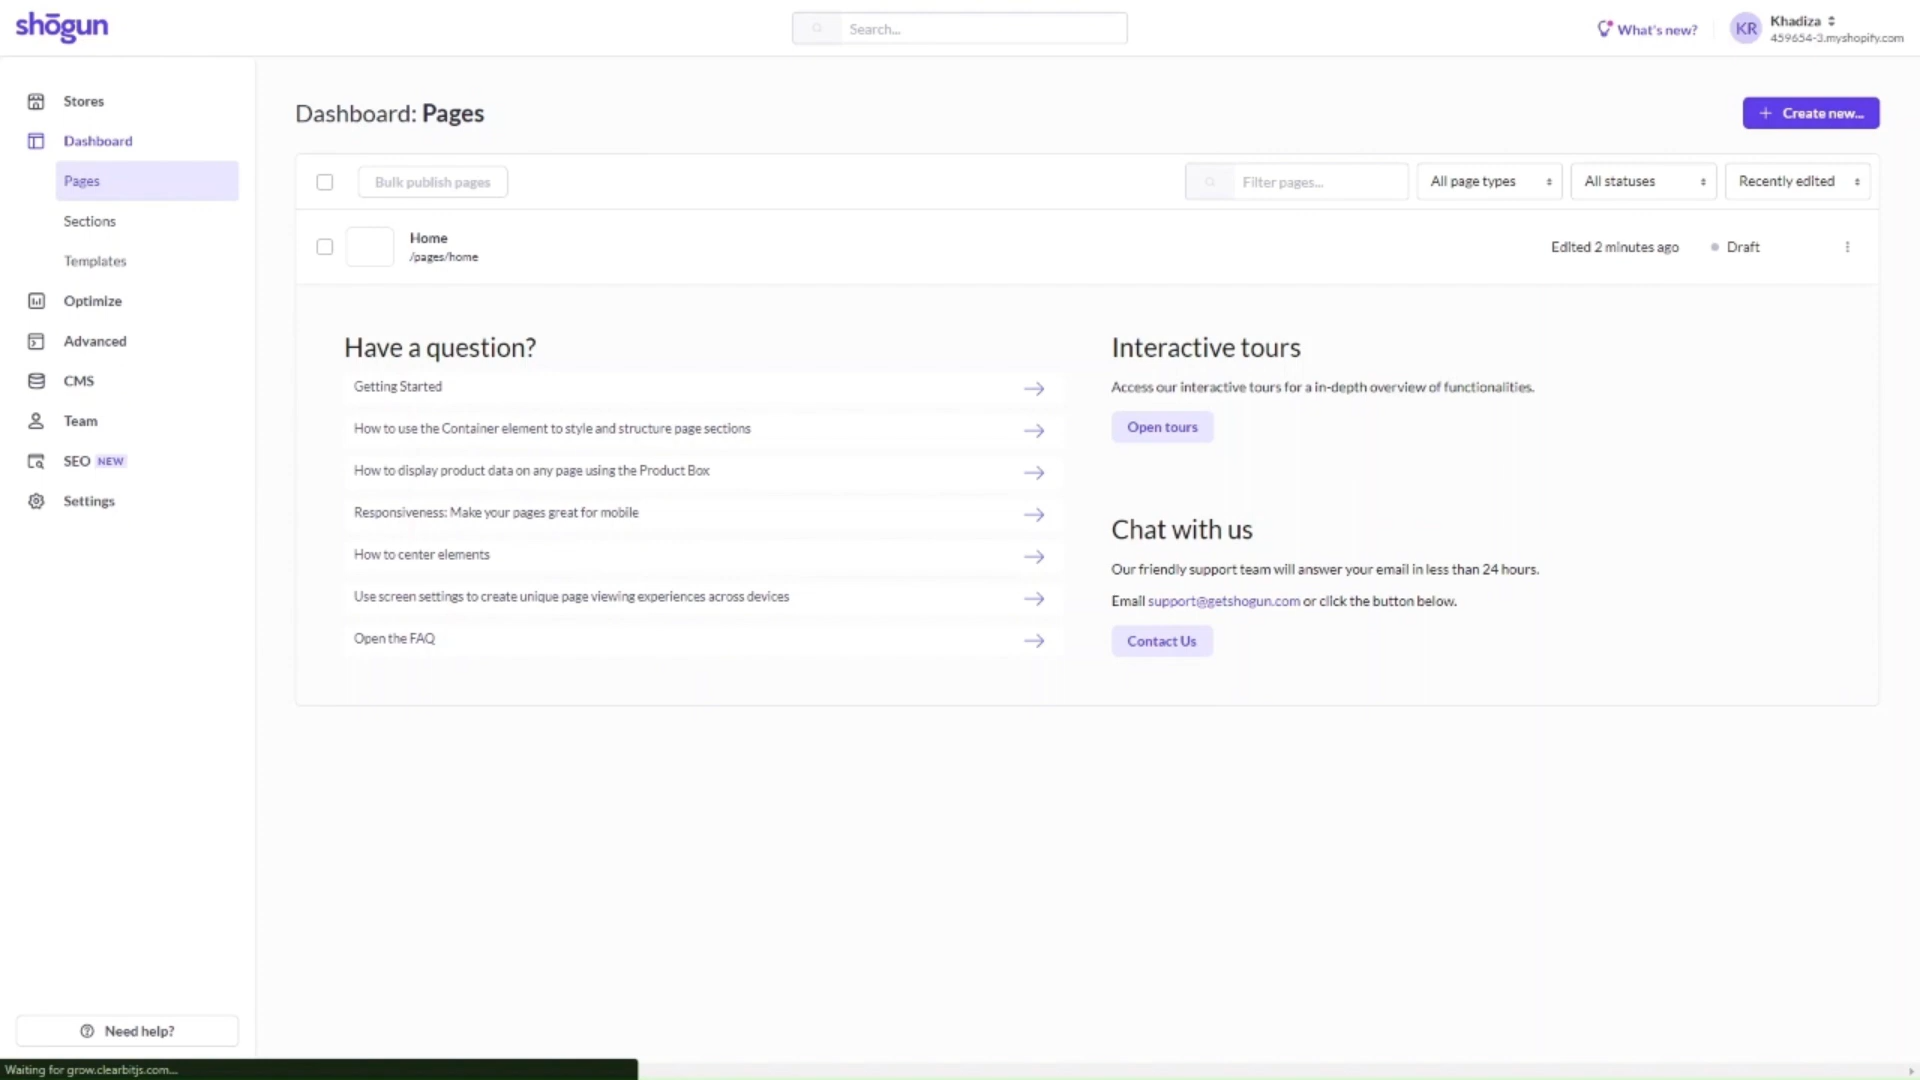 shōgun
Search...
What's new?
KR
Khadiza
459654-3.myshopify.com
Stores
Dashboard
Pages
Sections
Templates
Optimize
Advanced
CMS
Team
SEO NEW
Settings
Need help?
Dashboard: Pages
+ Create new...
Bulk publish pages
Filter pages...
All page types
All statuses
Recently edited
Home
/pages/home
Edited 2 minutes ago
Draft
Have a question?
Getting Started
How to use the Container element to style and structure page sections
How to display product data on any page using the Product Box
Responsiveness: Make your pages great for mobile
How to center elements
Use screen settings to create unique page viewing experiences across devices
Open the FAQ
Interactive tours
Access our interactive tours for a in-depth overview of functionalities.
Open tours
Chat with us
Our friendly support team will answer your email in less than 24 hours.
Email support@getshogun.com or click the button below.
Contact Us
Waiting for grow.clearbitjs.com...